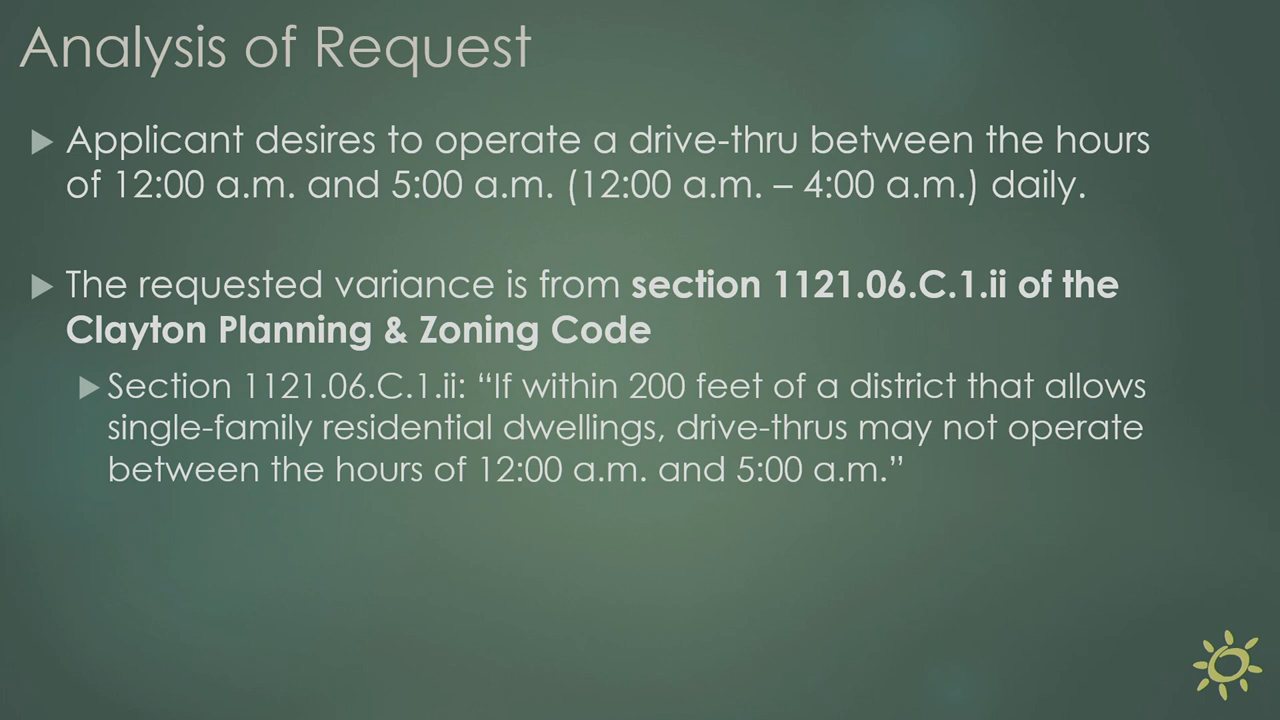 Analysis of Request
Applicant desires to operate a drive-thru between the hours
of 12:00 a.m. and 5:00 a.m. (12:00 a.m. – 4:00 a.m.) daily.
The requested variance is from section 1121.06.C.1.ii of the
Clayton Planning & Zoning Code
Section 1121.06.C.1.ii: “If within 200 feet of a district that allows
single-family residential dwellings, drive-thrus may not operate
between the hours of 12:00 a.m. and 5:00 a.m.”